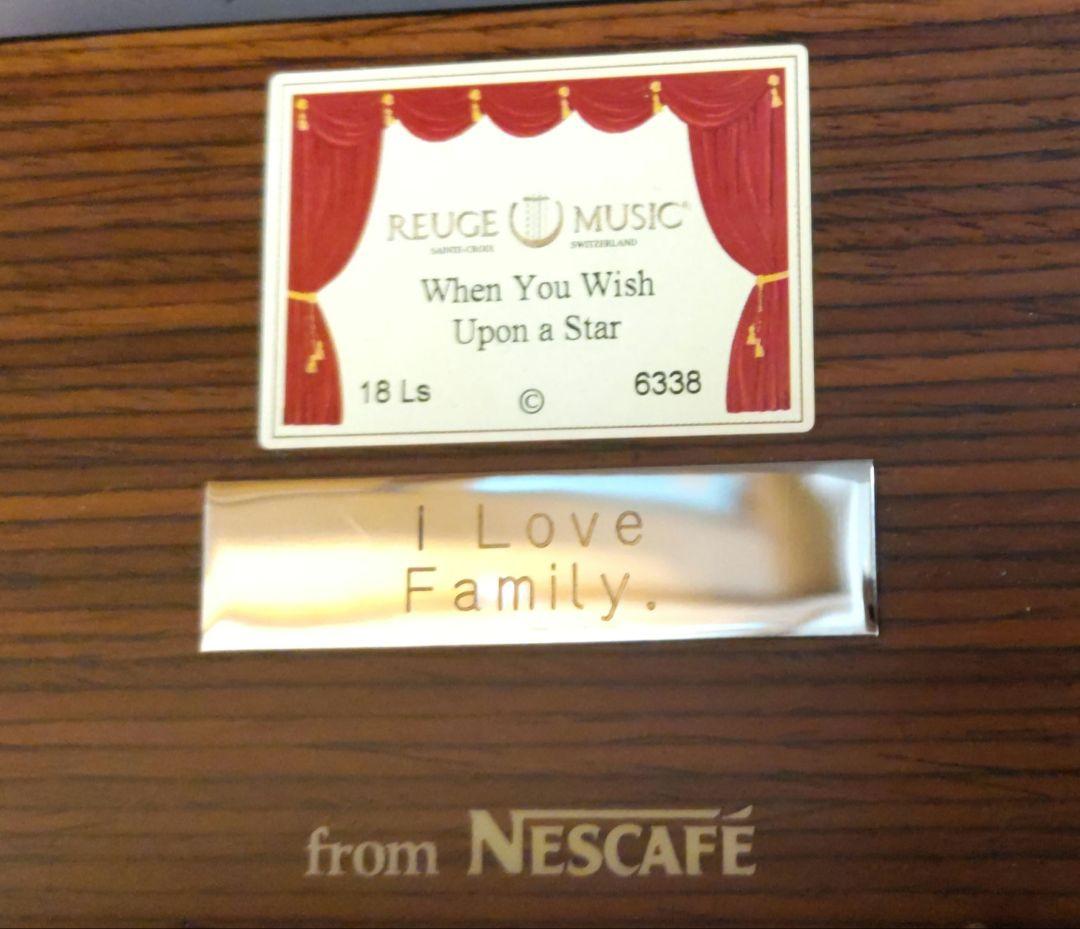 REUGE MUSIC®
SAINTE-CROIX SWITZERLAND
When You Wish
Upon a Star
18 Ls © 6338
I Love
Family.
from NESCAFÉ